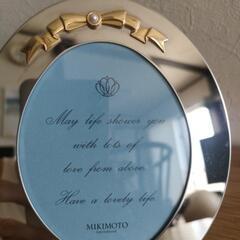 May life shower you
with lots of
love from above.
Have a lovely life.
MIKIMOTO